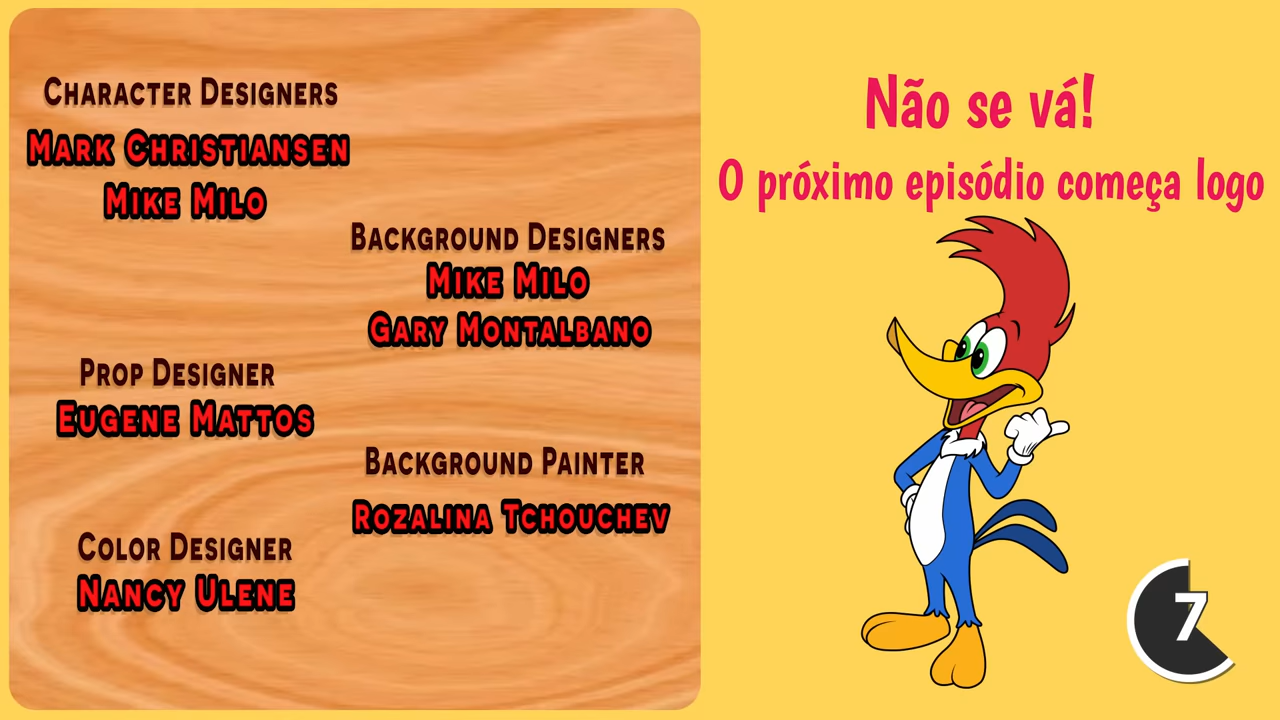 Character Designers
Mark Christiansen
Mike Milo
Background Designers
Mike Milo
Gary Montalbano
Prop Designer
Eugene Mattos
Background Painter
Rozalina Tchouchev
Color Designer
Nancy Ulene
Não se vá!
O próximo episódio começa logo
7